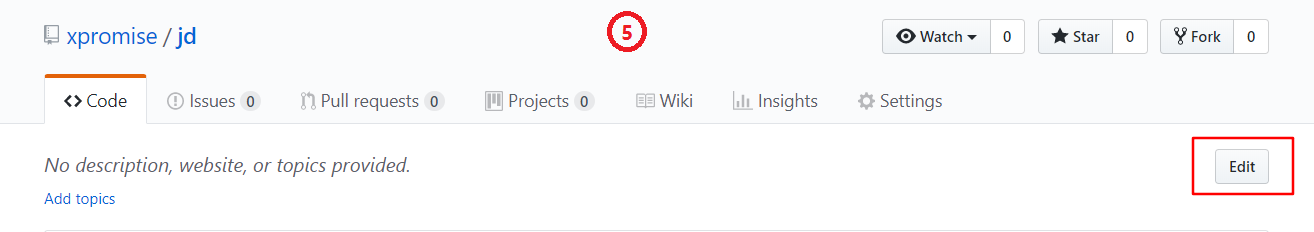 xpromise / jd
5
Watch 0 Star 0 Fork 0
Code Issues 0 Pull requests 0 Projects 0 Wiki Insights Settings
No description, website, or topics provided.
Edit
Add topics